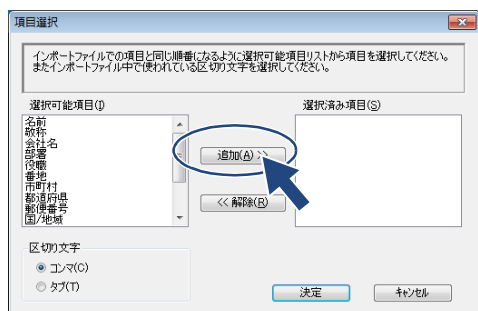 項目選択
インポートファイルでの項目と同じ順番になるように選択可能項目リストから項目を選択してください。
またインポートファイル中で使われている区切り文字を選択してください。
選択可能項目(I)
選択済み項目(S)
名前
敬称
会社名
部署
役職
番地
市町村
都道府県
郵便番号
国/地域
追加(A) >>
<< 解除(R)
区切り文字
コンマ(C)
タブ(T)
決定
キャンセル